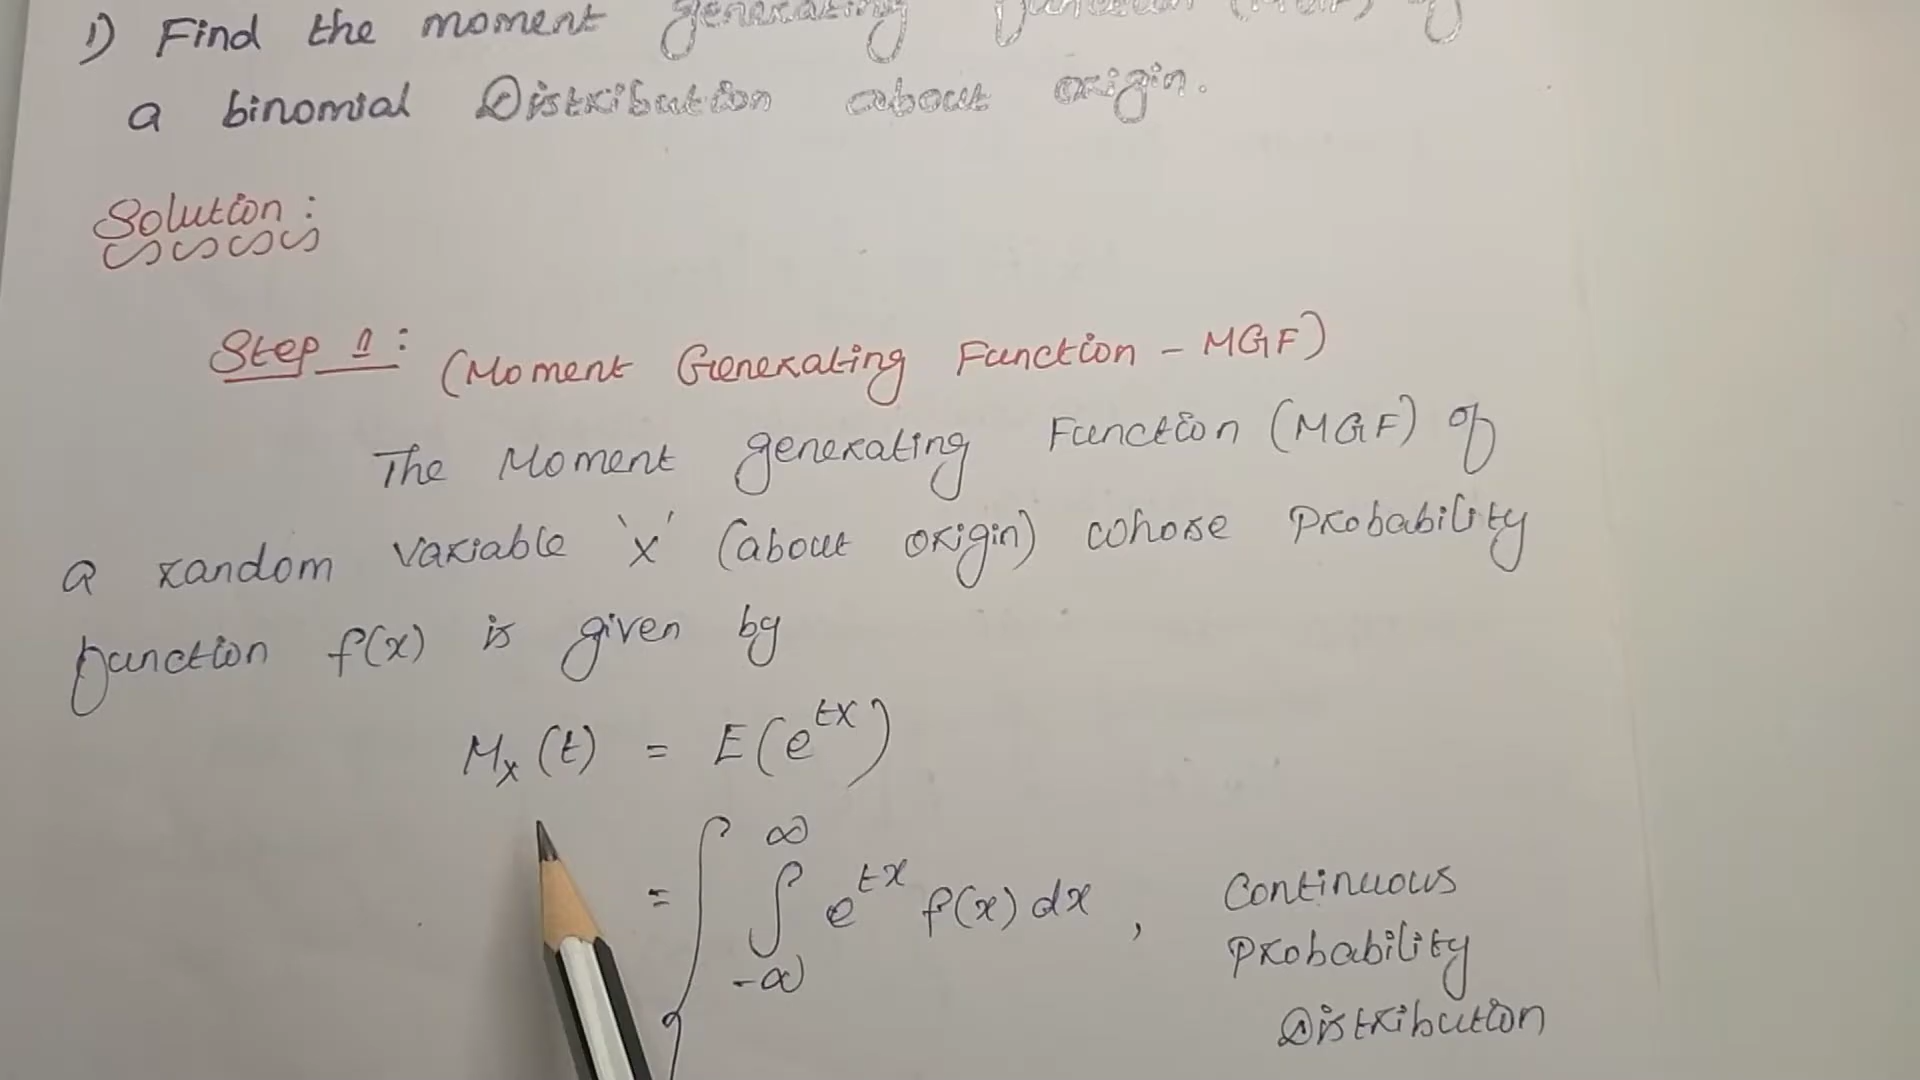 1) Find the moment generating function (MGF) of
a binomial Distribution about origin.
Solution:
Step 1: (Moment Generating Function - MGF)
The Moment generating Function (MGF) of
a random variable 'x' (about origin) whose Probability
function f(x) is given by
Mx(t) = E(e^tx)
= { ∫_{-∞}^{∞} e^tx f(x) dx , Continuous
Probability
Distribution